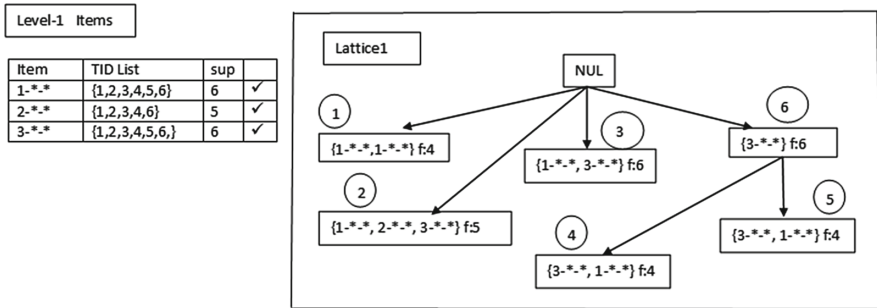 Level-1 Items
Item TID List sup
1-*-* {1,2,3,4,5,6} 6 ✓
2-*-* {1,2,3,4,6} 5 ✓
3-*-* {1,2,3,4,5,6,} 6 ✓
Lattice1
NUL
1
{1-*-*,1-*-*} f:4
2
{1-*-*, 2-*-*, 3-*-*} f:5
3
{1-*-*, 3-*-*} f:6
6
{3-*-*} f:6
4
{3-*-*, 1-*-*} f:4
5
{3-*-*, 1-*-*} f:4